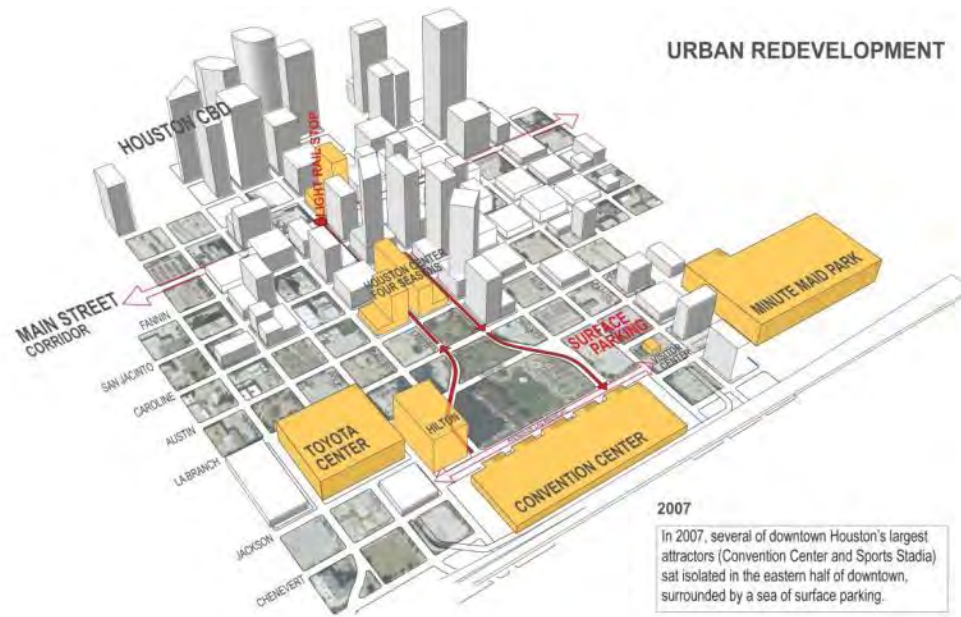 URBAN REDEVELOPMENT
HOUSTON CBD
LIGHT RAIL STOP
HOUSTON CENTER
FOUR SEASONS
MINUTE MAID PARK
MAIN STREET
CORRIDOR
FANNIN
SAN JACINTO
CAROLINE
AUSTIN
LA BRANCH
JACKSON
CHENEVERT
SURFACE
PARKING
VISITOR
CENTER
TOYOTA
CENTER
HILTON
CONVENTION CENTER
2007
In 2007, several of downtown Houston's largest
attractors (Convention Center and Sports Stadia)
sat isolated in the eastern half of downtown,
surrounded by a sea of surface parking.